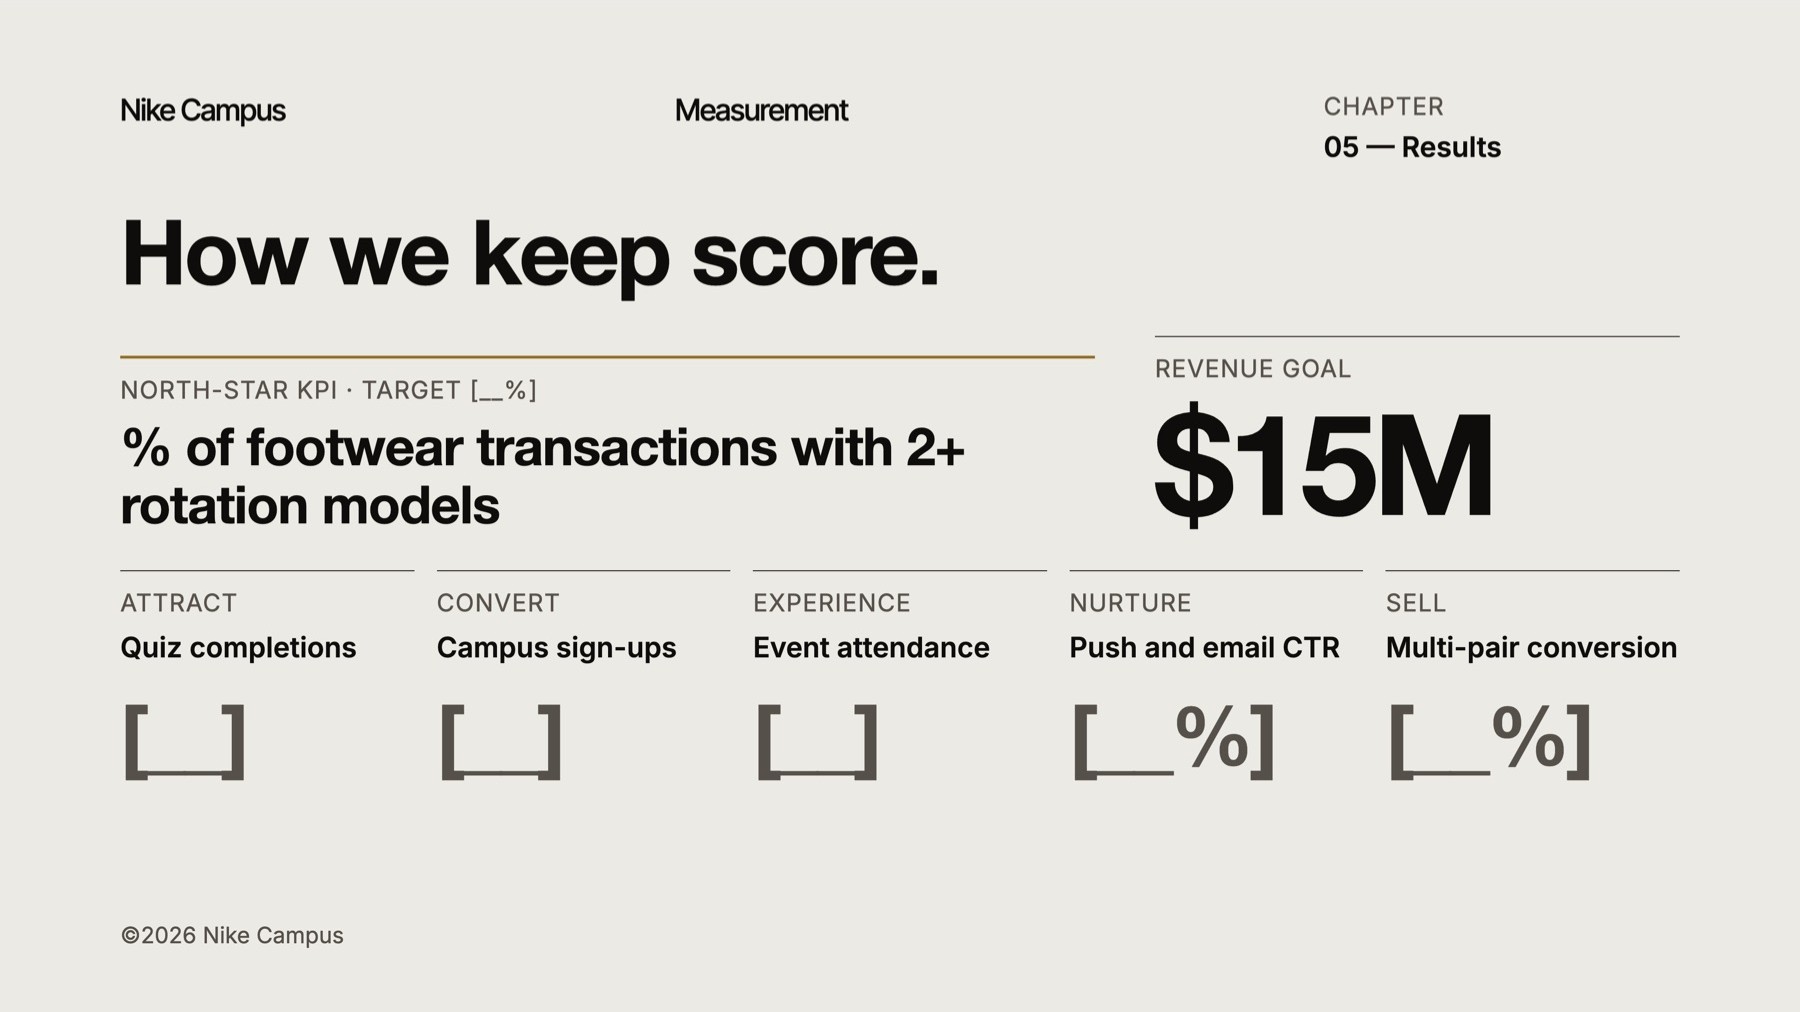 Nike Campus
Measurement
CHAPTER
05 — Results
How we keep score.
NORTH-STAR KPI · TARGET [__%]
% of footwear transactions with 2+
rotation models
REVENUE GOAL
$15M
ATTRACT
Quiz completions
[__]
CONVERT
Campus sign-ups
[__]
EXPERIENCE
Event attendance
[__]
NURTURE
Push and email CTR
[__%]
SELL
Multi-pair conversion
[__%]
©2026 Nike Campus